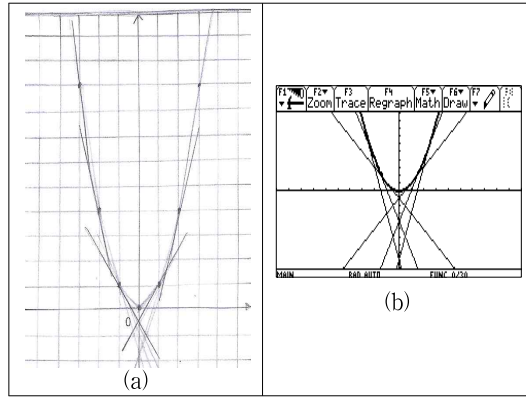 F1 F2 F3 F4 F5 F6 F7
Zoom Trace Regraph Math Draw
0
MAIN RAD AUTO FUNC 0/30
(b)
(a)